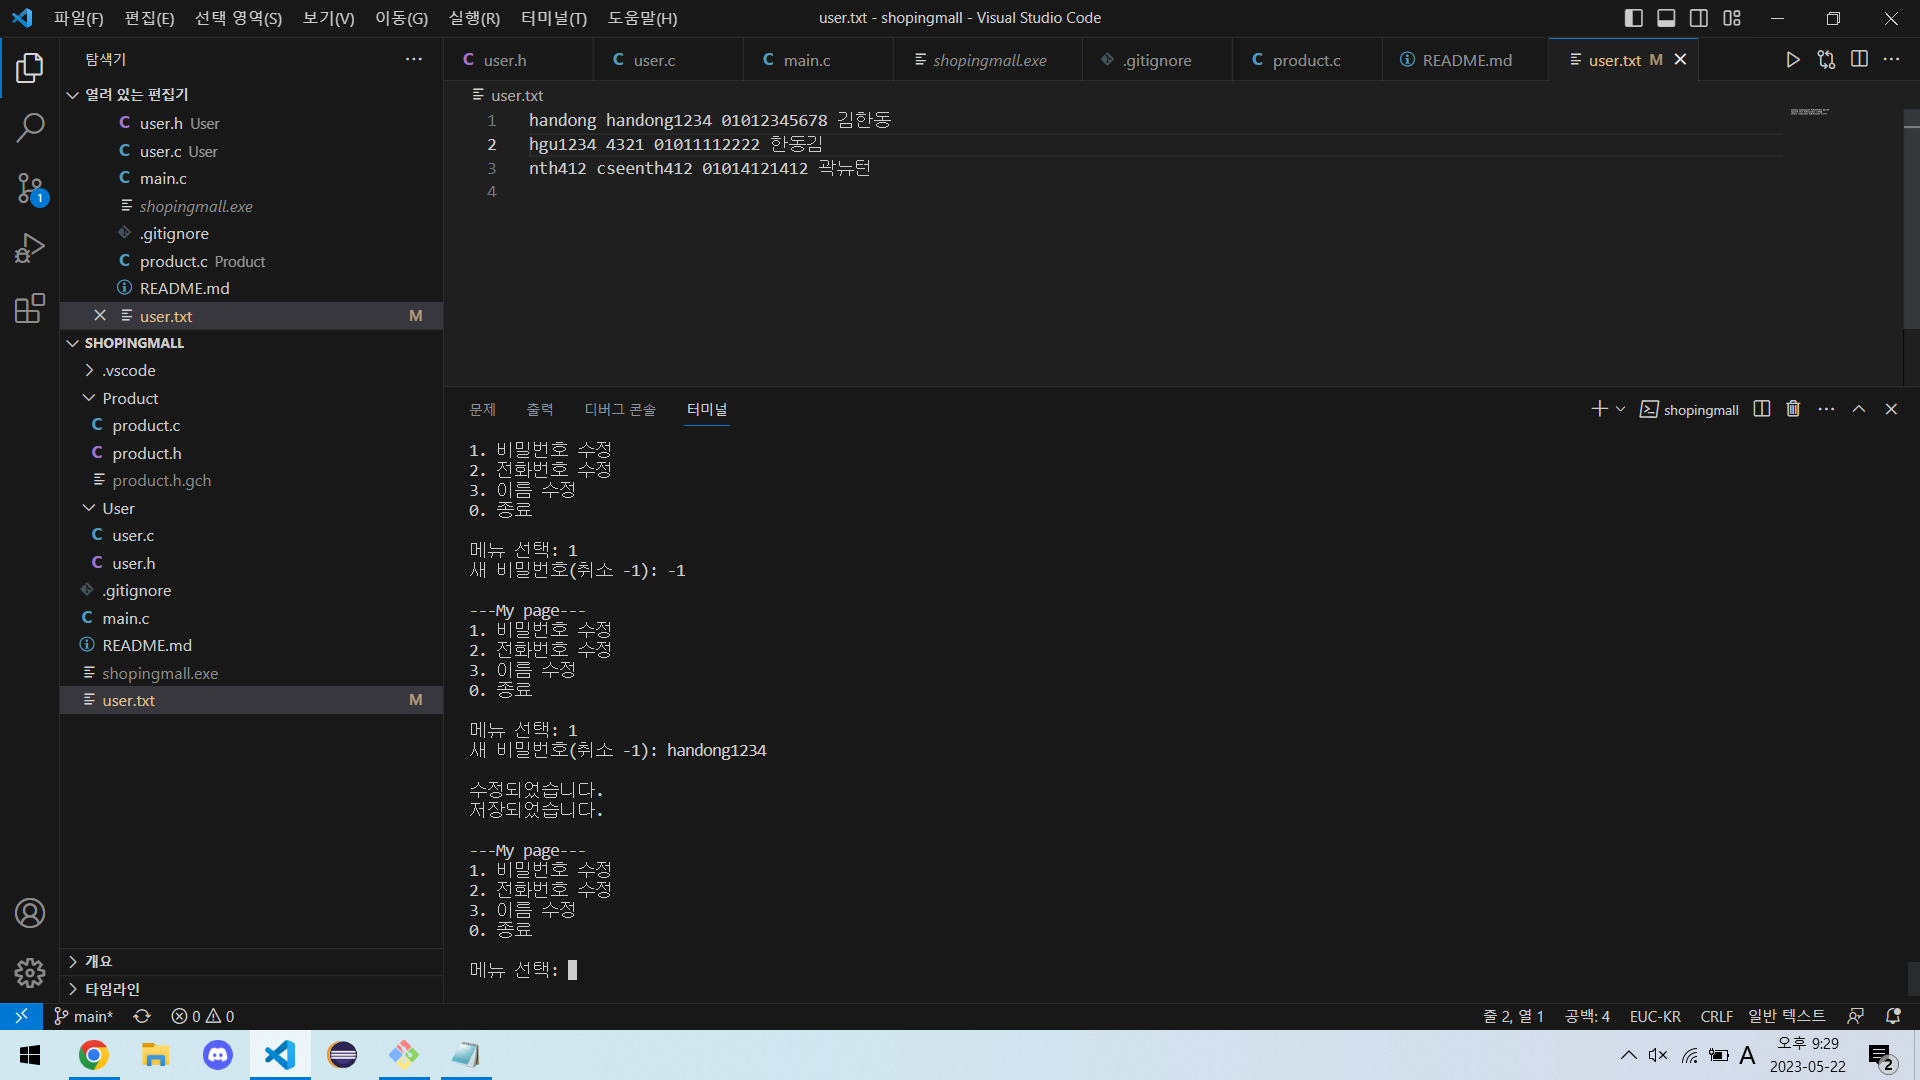 파일(F) 편집(E) 선택 영역(S) 보기(V) 이동(G) 실행(R) 터미널(T) 도움말(H) user.txt - shopingmall - Visual Studio Code
탐색기
user.h user.c main.c shopingmall.exe .gitignore product.c README.md user.txt M
열려 있는 편집기
user.h User
user.c User
main.c
shopingmall.exe
.gitignore
product.c Product
README.md
user.txt M
SHOPINGMALL
.vscode
Product
product.c
product.h
product.h.gch
User
user.c
user.h
.gitignore
main.c
README.md
shopingmall.exe
user.txt M
개요
타임라인
user.txt
1 handong handong1234 01012345678 김한동
2 hgu1234 4321 01011112222 한동김
3 nth412 cseenth412 01014121412 곽뉴턴
4
문제 출력 디버그 콘솔 터미널 shopingmall
1. 비밀번호 수정
2. 전화번호 수정
3. 이름 수정
0. 종료
메뉴 선택: 1
새 비밀번호(취소 -1): -1
---My page---
1. 비밀번호 수정
2. 전화번호 수정
3. 이름 수정
0. 종료
메뉴 선택: 1
새 비밀번호(취소 -1): handong1234
수정되었습니다.
저장되었습니다.
---My page---
1. 비밀번호 수정
2. 전화번호 수정
3. 이름 수정
0. 종료
메뉴 선택:
1
main* 0 0 줄 2, 열 1 공백: 4 EUC-KR CRLF 일반 텍스트
A 오후 9:29
2023-05-22 2